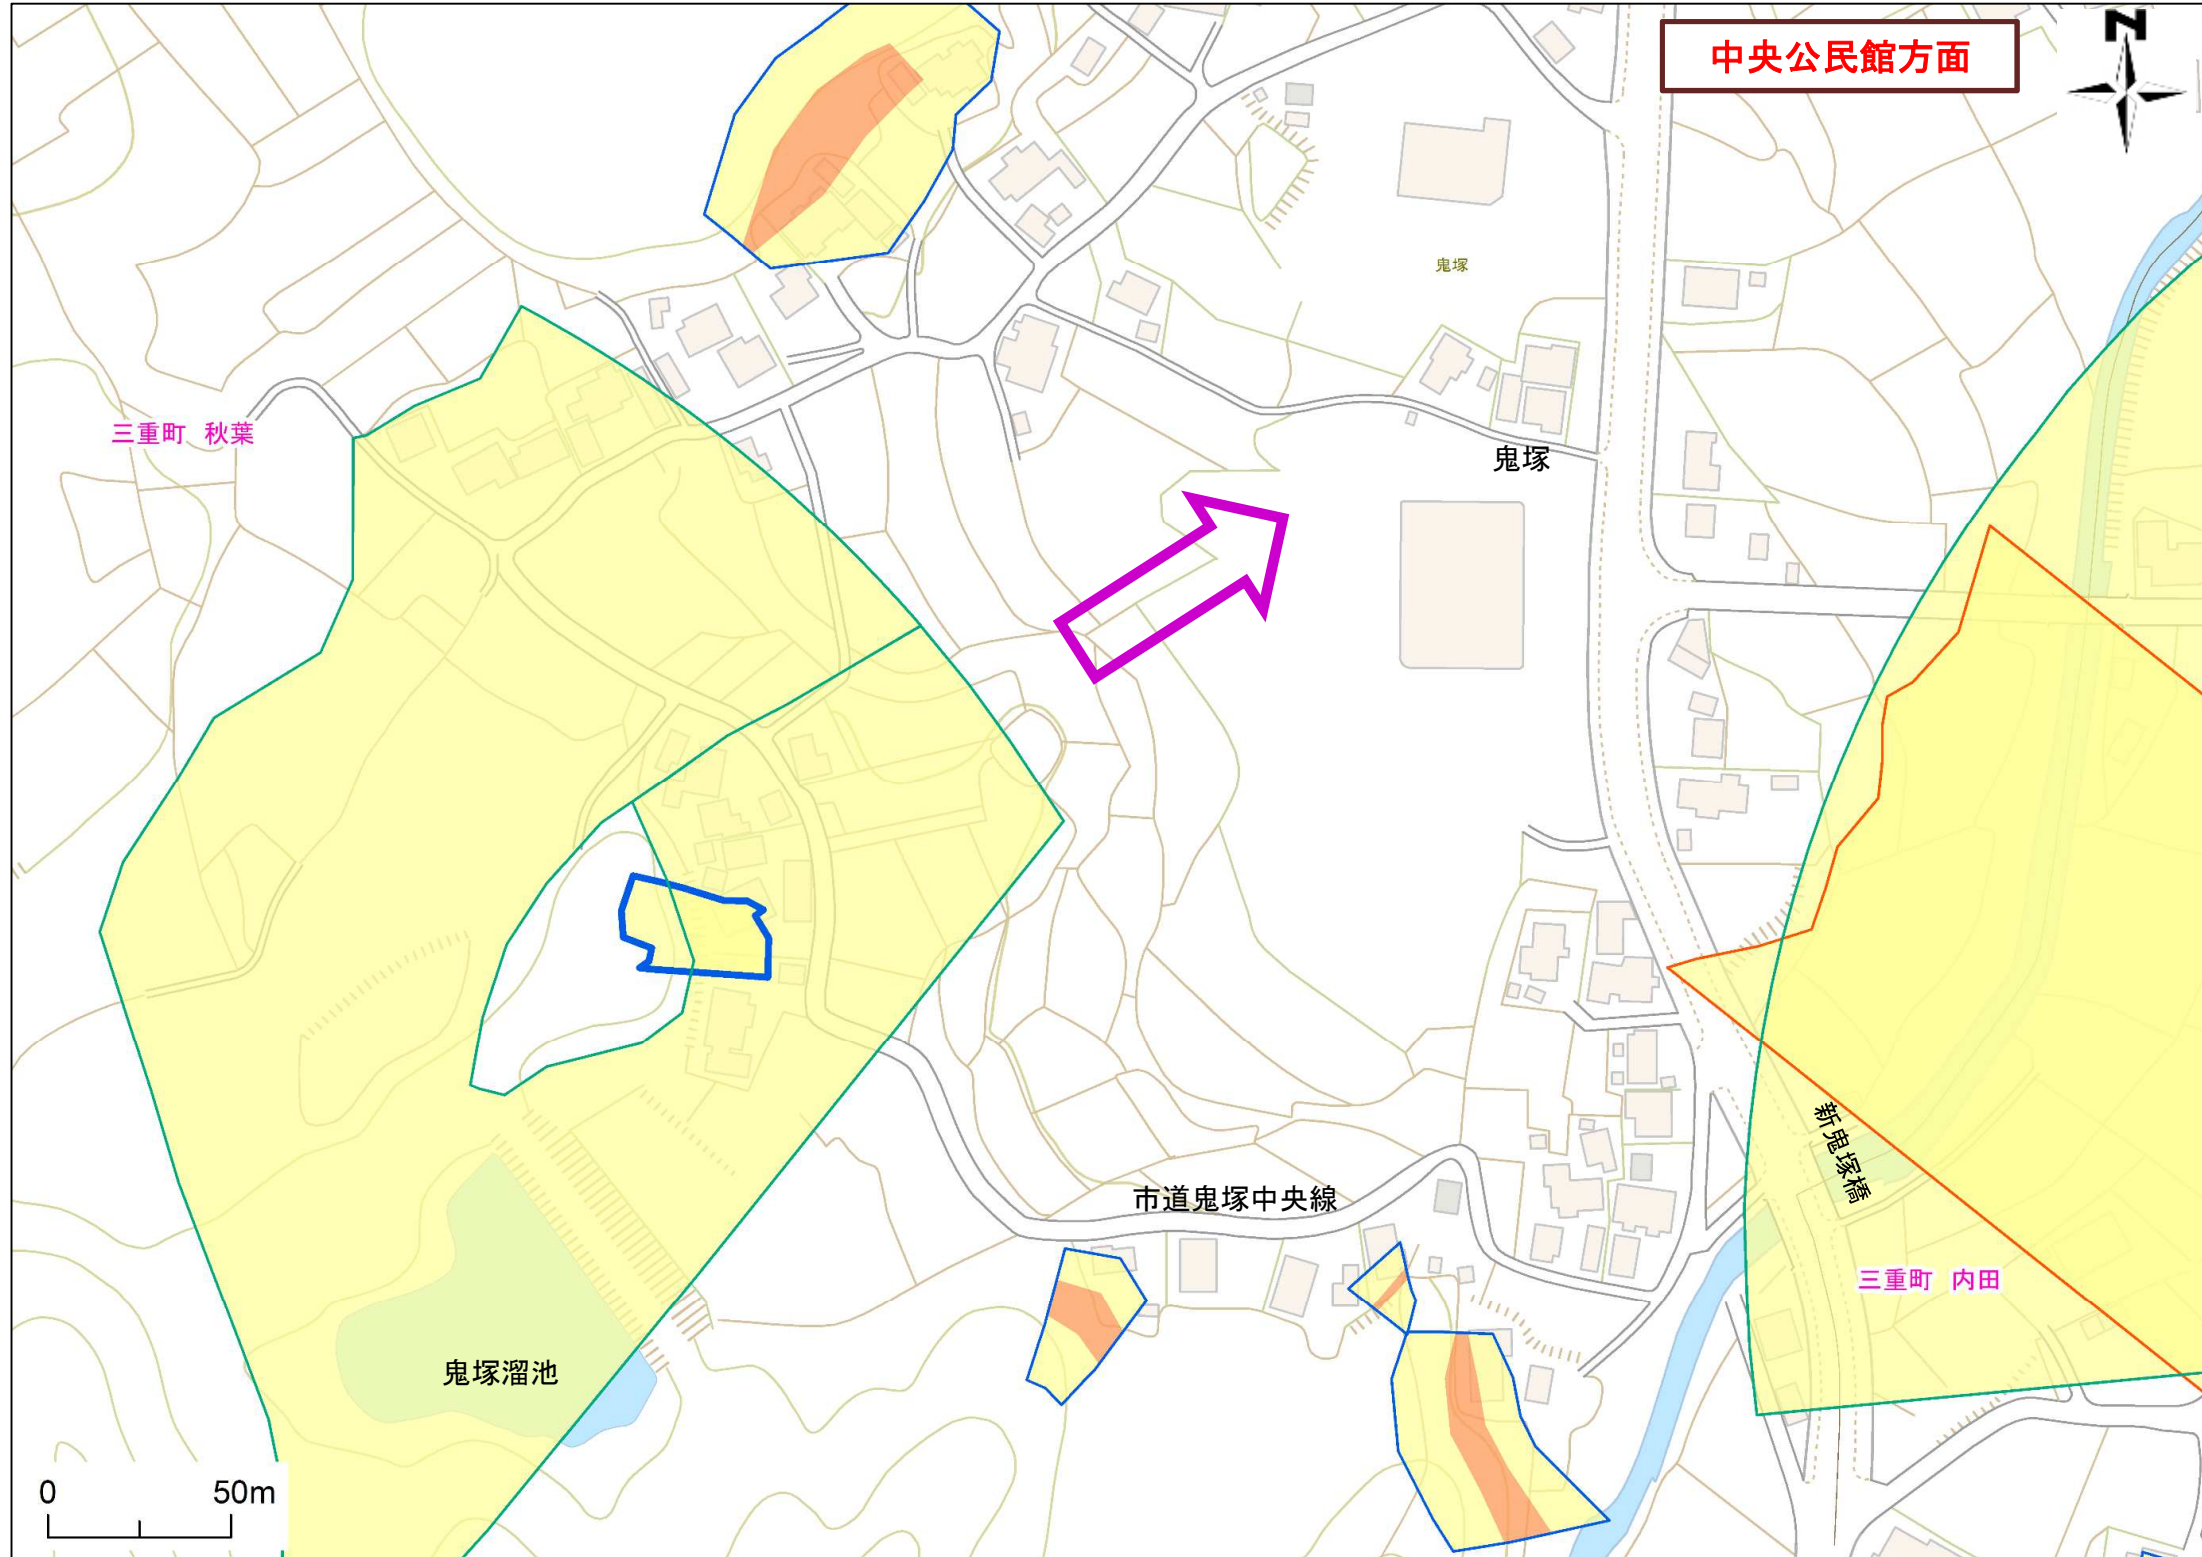 中央公民館方面
N
鬼塚
三重町 秋葉
鬼塚
新鬼塚橋
市道鬼塚中央線
三重町 内田
鬼塚溜池
0 50m